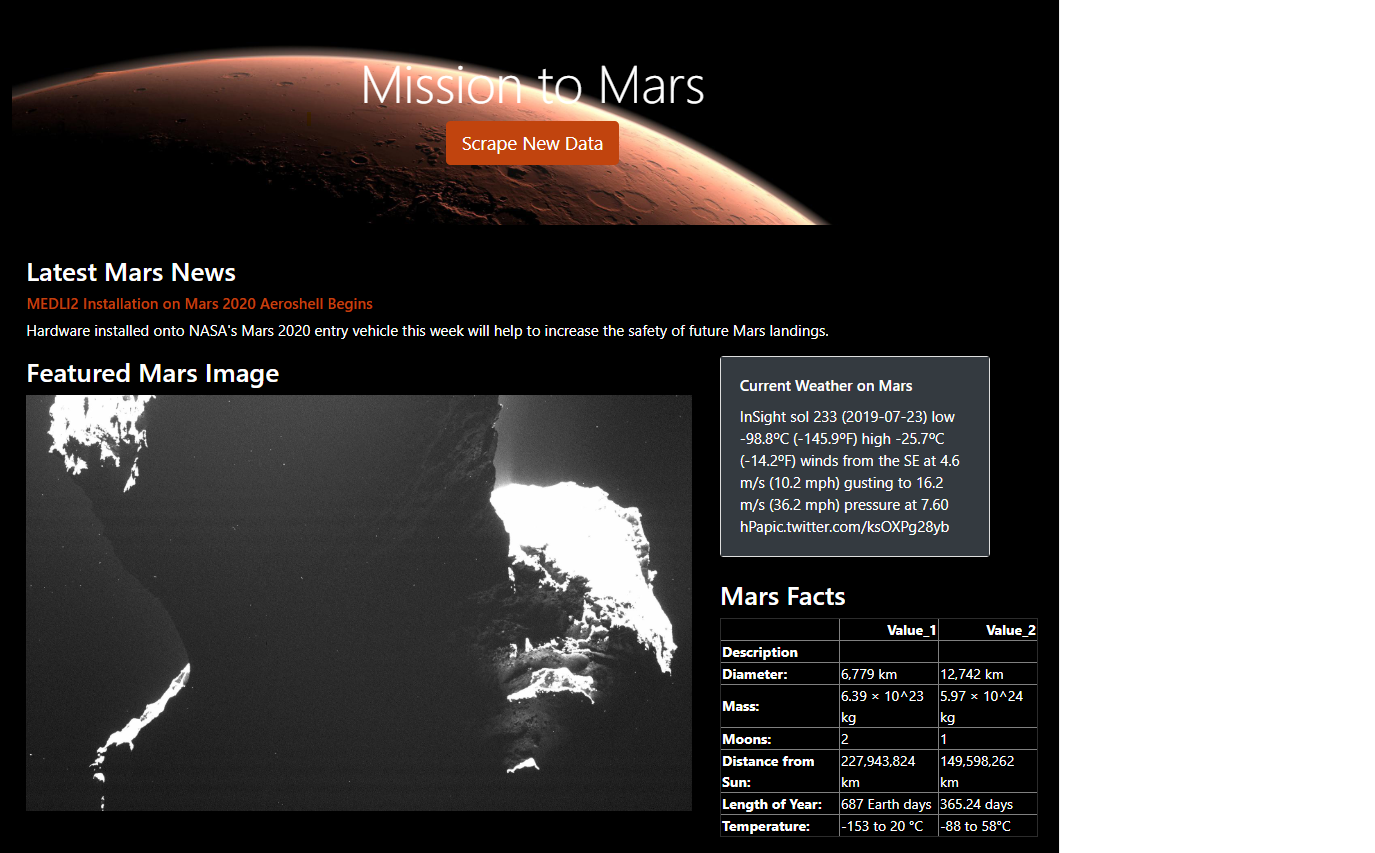 Mission to Mars
Scrape New Data
Latest Mars News
MEDLI2 Installation on Mars 2020 Aeroshell Begins
Hardware installed onto NASA's Mars 2020 entry vehicle this week will help to increase the safety of future Mars landings.
Featured Mars Image
Current Weather on Mars
InSight sol 233 (2019-07-23) low
-98.8ºC (-145.9ºF) high -25.7ºC
(-14.2ºF) winds from the SE at 4.6
m/s (10.2 mph) gusting to 16.2
m/s (36.2 mph) pressure at 7.60
hPapic.twitter.com/ksOXPg28yb
Mars Facts
Value_1 Value_2
Description
Diameter: 6,779 km 12,742 km
Mass: 6.39 × 10^23 kg 5.97 × 10^24 kg
Moons: 2 1
Distance from Sun: 227,943,824 km 149,598,262 km
Length of Year: 687 Earth days 365.24 days
Temperature: -153 to 20 °C -88 to 58°C